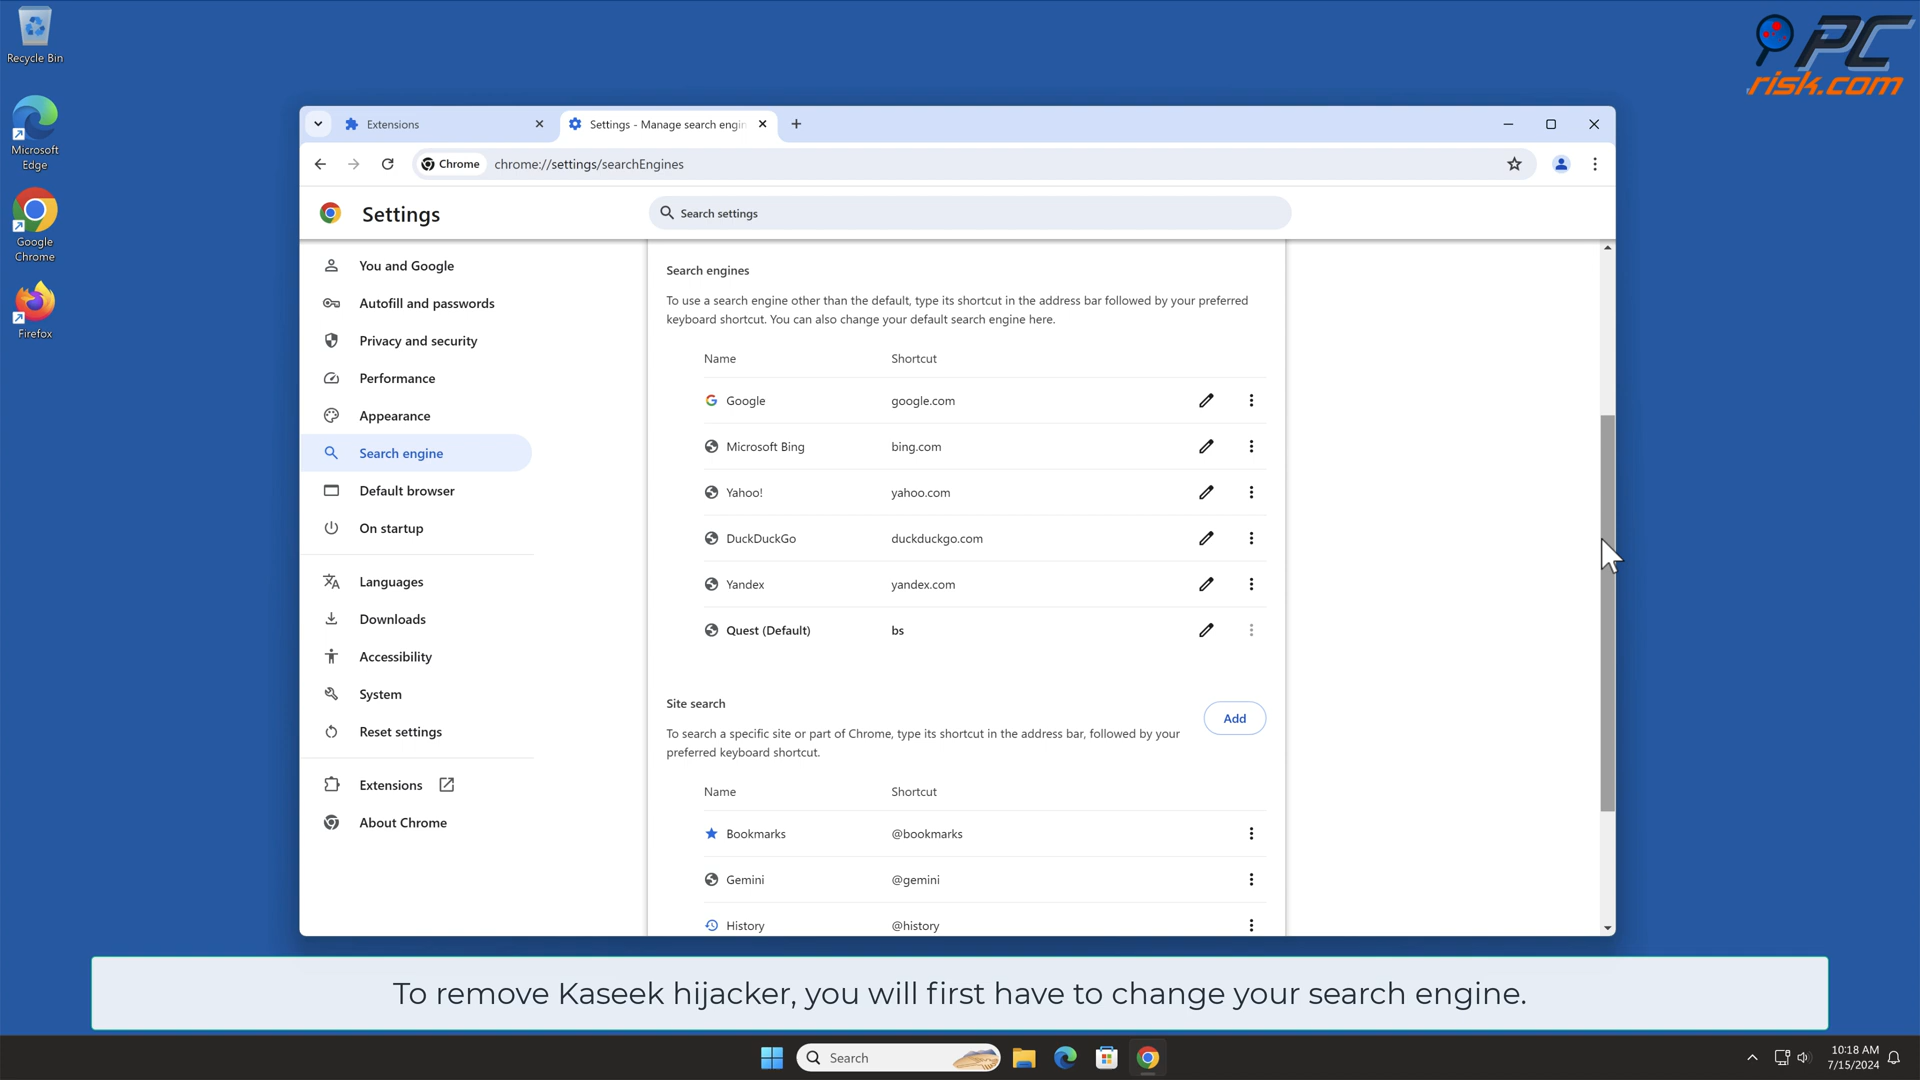 Recycle Bin
Microsoft
Edge
Google
Chrome
Firefox
PC
risk.com
Extensions
Settings - Manage search engin
Chrome
chrome://settings/searchEngines
Settings
Search settings
You and Google
Autofill and passwords
Privacy and security
Performance
Appearance
Search engine
Default browser
On startup
Languages
Downloads
Accessibility
System
Reset settings
Extensions
About Chrome
Search engines
To use a search engine other than the default, type its shortcut in the address bar followed by your preferred
keyboard shortcut. You can also change your default search engine here.
Name Shortcut
Google google.com
Microsoft Bing bing.com
Yahoo! yahoo.com
DuckDuckGo duckduckgo.com
Yandex yandex.com
Quest (Default) bs
Site search
Add
To search a specific site or part of Chrome, type its shortcut in the address bar, followed by your
preferred keyboard shortcut.
Name Shortcut
Bookmarks @bookmarks
Gemini @gemini
History @history
To remove Kaseek hijacker, you will first have to change your search engine.
Search
10:18 AM
7/15/2024